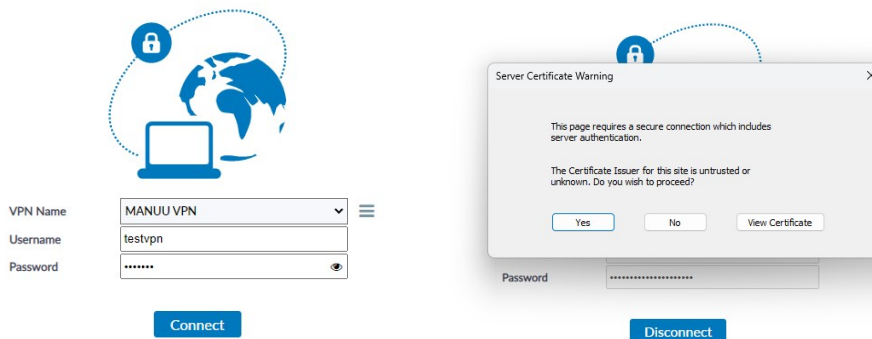 VPN Name MANUU VPN
Username testvpn
Password •••••••
Connect
Server Certificate Warning
This page requires a secure connection which includes
server authentication.
The Certificate Issuer for this site is untrusted or
unknown. Do you wish to proceed?
Yes No View Certificate
Password •••••••••••••••••••••
Disconnect